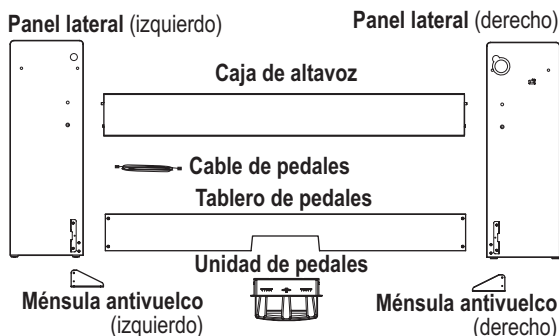 Panel lateral (izquierdo)
Panel lateral (derecho)
Caja de altavoz
Cable de pedales
Tablero de pedales
Unidad de pedales
Ménsula antivuelco
(izquierdo)
Ménsula antivuelco
(derecho)